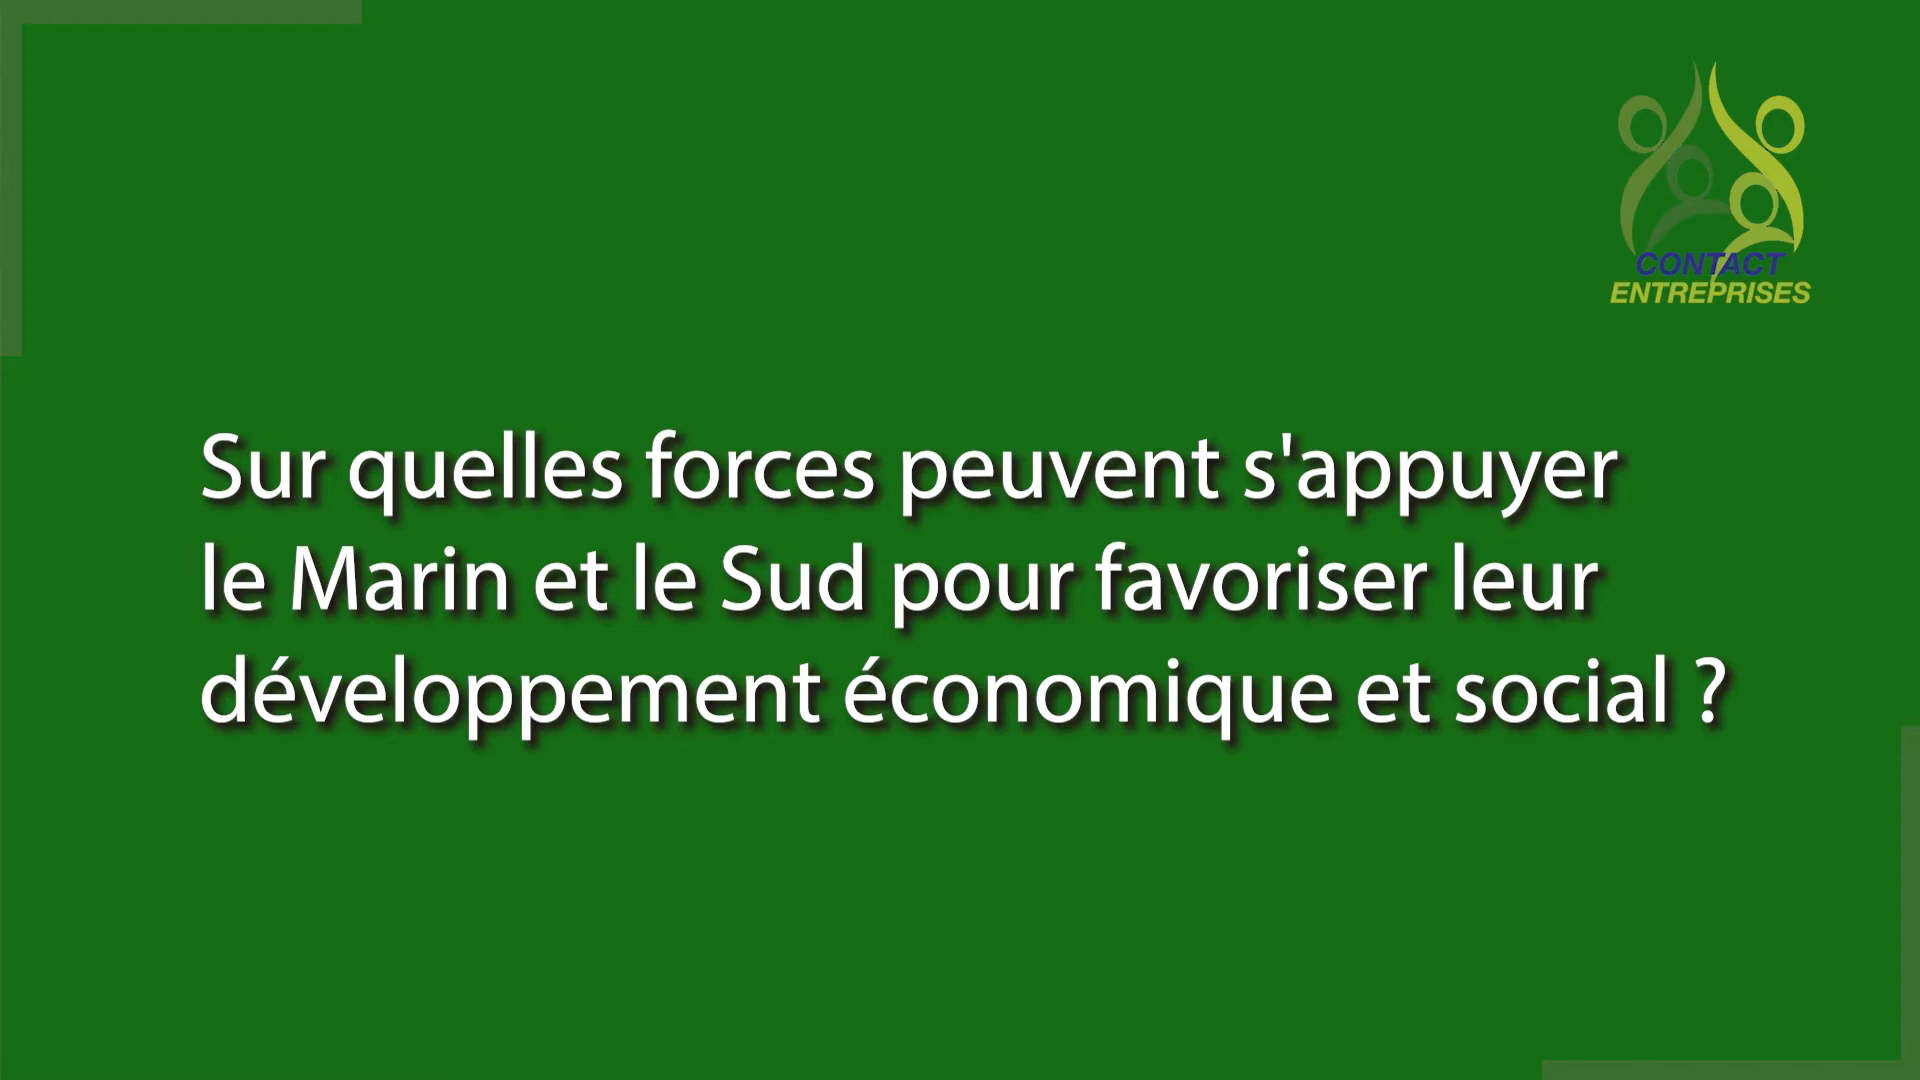 CONTACT
ENTREPRISES
Sur quelles forces peuvent s'appuyer
le Marin et le Sud pour favoriser leur
développement économique et social ?